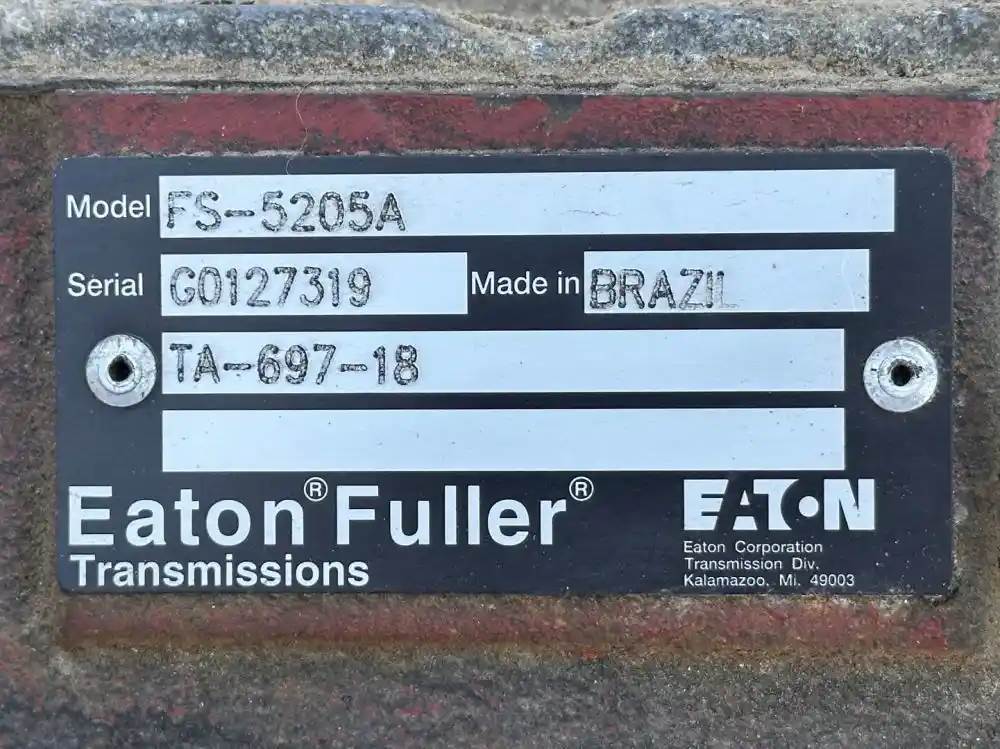 Model FS-5205A
Serial G0127319 Made in BRAZIL
TA-697-18
Eaton® Fuller®
Transmissions
EATON
Eaton Corporation
Transmission Div.
Kalamazoo, Mi. 49003